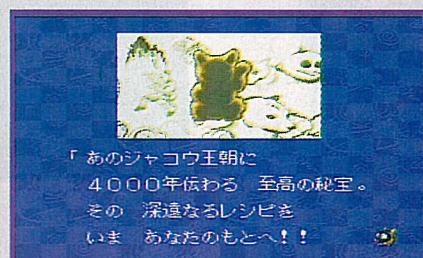 「あのジャコウ王朝に
4000年伝わる 至高の秘宝。
その 深遠なるレシピを
いま あなたのもとへ！！